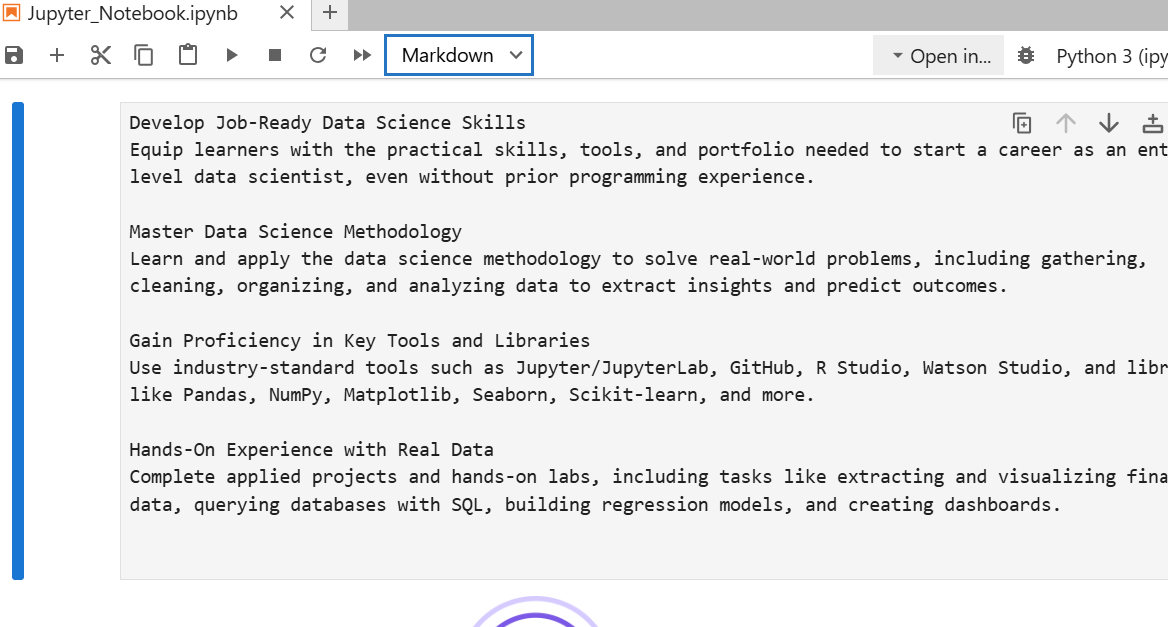 Jupyter_Notebook.ipynb
Markdown
Open in...
Python 3 (ipy
Develop Job-Ready Data Science Skills
Equip learners with the practical skills, tools, and portfolio needed to start a career as an ent
level data scientist, even without prior programming experience.
Master Data Science Methodology
Learn and apply the data science methodology to solve real-world problems, including gathering,
cleaning, organizing, and analyzing data to extract insights and predict outcomes.
Gain Proficiency in Key Tools and Libraries
Use industry-standard tools such as Jupyter/JupyterLab, GitHub, R Studio, Watson Studio, and libr
like Pandas, NumPy, Matplotlib, Seaborn, Scikit-learn, and more.
Hands-On Experience with Real Data
Complete applied projects and hands-on labs, including tasks like extracting and visualizing fina
data, querying databases with SQL, building regression models, and creating dashboards.